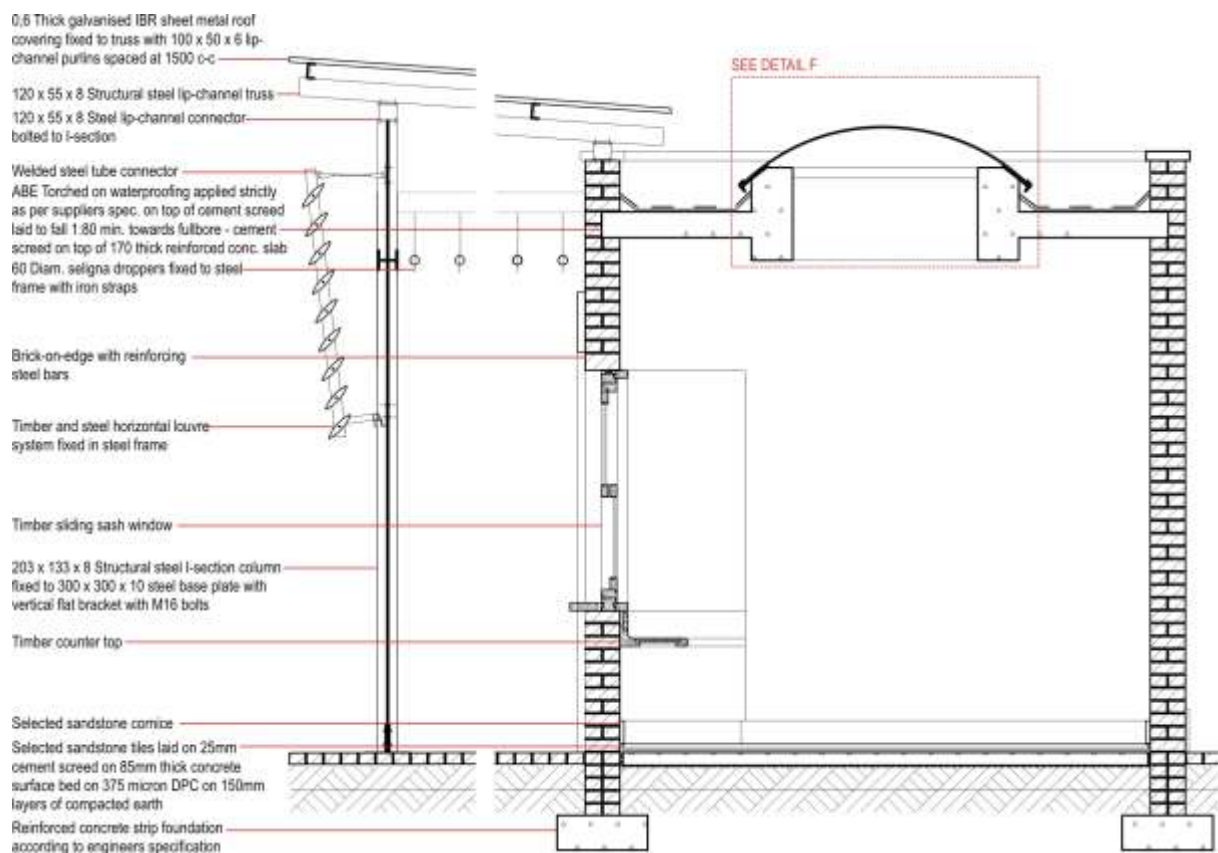 0,6 Thick galvanised IBR sheet metal roof
covering fixed to truss with 100 x 50 x 6 lip-
channel purlins spaced at 1500 c-c
SEE DETAIL F
120 x 55 x 8 Structural steel lip-channel truss
120 x 55 x 8 Steel lip-channel connector
bolted to I-section
Welded steel tube connector
ABE Torched on waterproofing applied strictly
as per suppliers spec. on top of cement screed
laid to fall 1:80 min. towards fullbore - cement
screed on top of 170 thick reinforced conc. slab
60 Diam. seligna droppers fixed to steel
frame with iron straps
Brick-on-edge with reinforcing
steel bars
Timber and steel horizontal louvre
system fixed in steel frame
Timber sliding sash window
203 x 133 x 8 Structural steel I-section column
fixed to 300 x 300 x 10 steel base plate with
vertical flat bracket with M16 bolts
Timber counter top
Selected sandstone cornice
Selected sandstone tiles laid on 25mm
cement screed on 85mm thick concrete
surface bed on 375 micron DPC on 150mm
layers of compacted earth
Reinforced concrete strip foundation
according to engineers specification